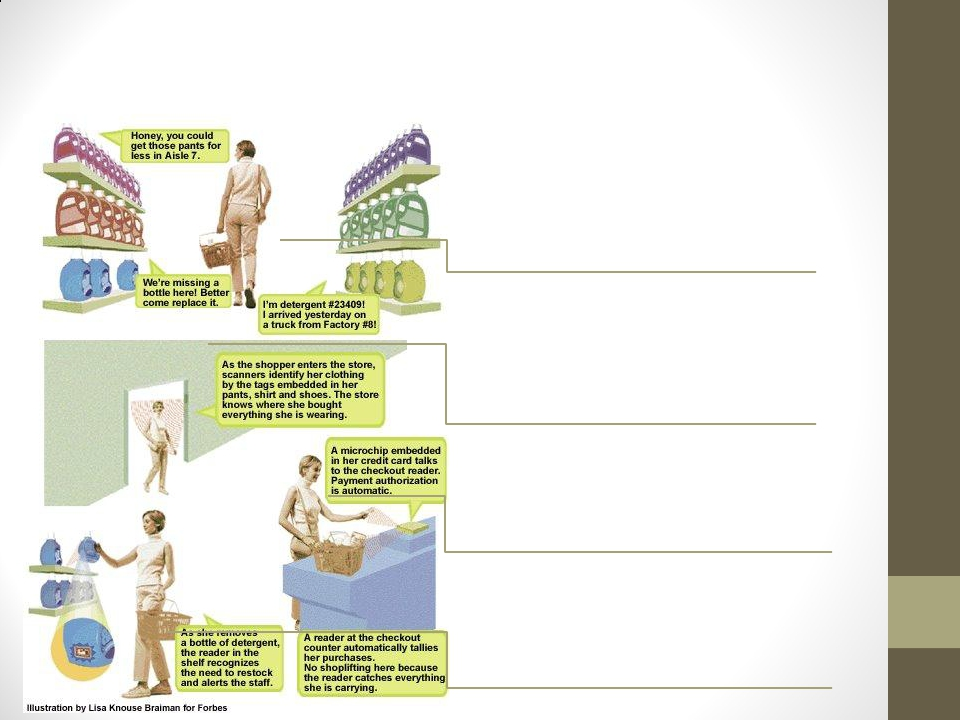 Honey, you could
get those pants for
less in Aisle 7.
We're missing a
bottle here! Better
come replace it.
I'm detergent #23409!
I arrived yesterday on
a truck from Factory #8!
As the shopper enters the store,
scanners identify her clothing
by the tags embedded in her
pants, shirt and shoes. The store
knows where she bought
everything she is wearing.
A microchip embedded
in her credit card talks
to the checkout reader.
Payment authorization
is automatic.
As she removes
a bottle of detergent,
the reader in the
shelf recognizes
the need to restock
and alerts the staff.
A reader at the checkout
counter automatically tallies
her purchases.
No shoplifting here because
the reader catches everything
she is carrying.
Illustration by Lisa Knouse Braiman for Forbes